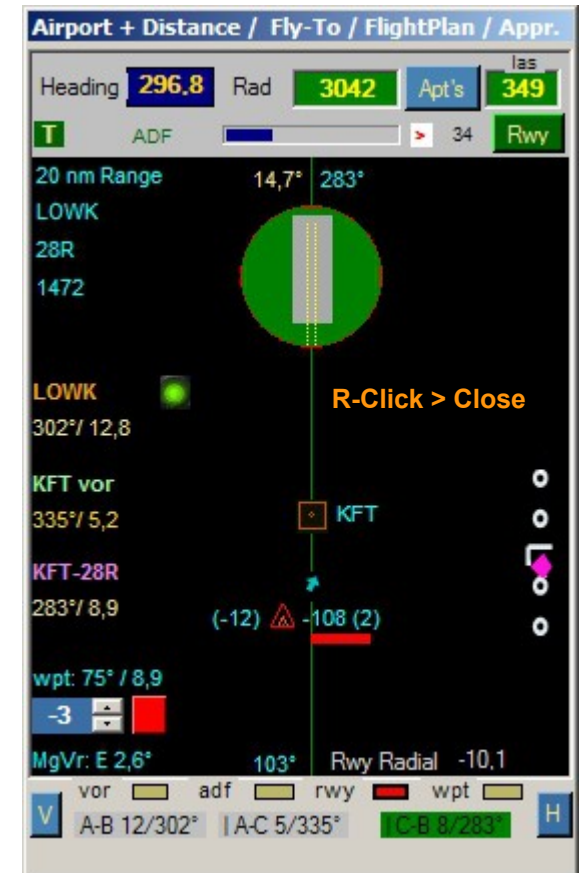 Airport + Distance / Fly-To / FlightPlan / Appr.
las
Heading 296.8 Rad 3042 Apt's 349
T ADF > 34 Rwy
20 nm Range 14,7° 283°
LOWK
28R
1472
LOWK R-Click > Close
302°/ 12,8
KFT vor
335°/ 5,2 KFT
KFT-28R
283°/ 8,9 (-12) -108 (2)
wpt: 75° / 8,9
-3
MgVr: E 2,6° 103° Rwy Radial -10,1
vor adf rwy wpt
V A-B 12/302° | A-C 5/335° | C-B 8/283° H